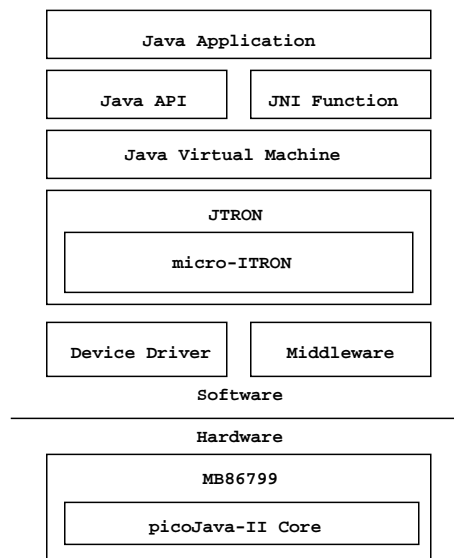 Java Application
Java API
JNI Function
Java Virtual Machine
JTRON
micro-ITRON
Device Driver
Middleware
Software
Hardware
MB86799
picoJava-II Core